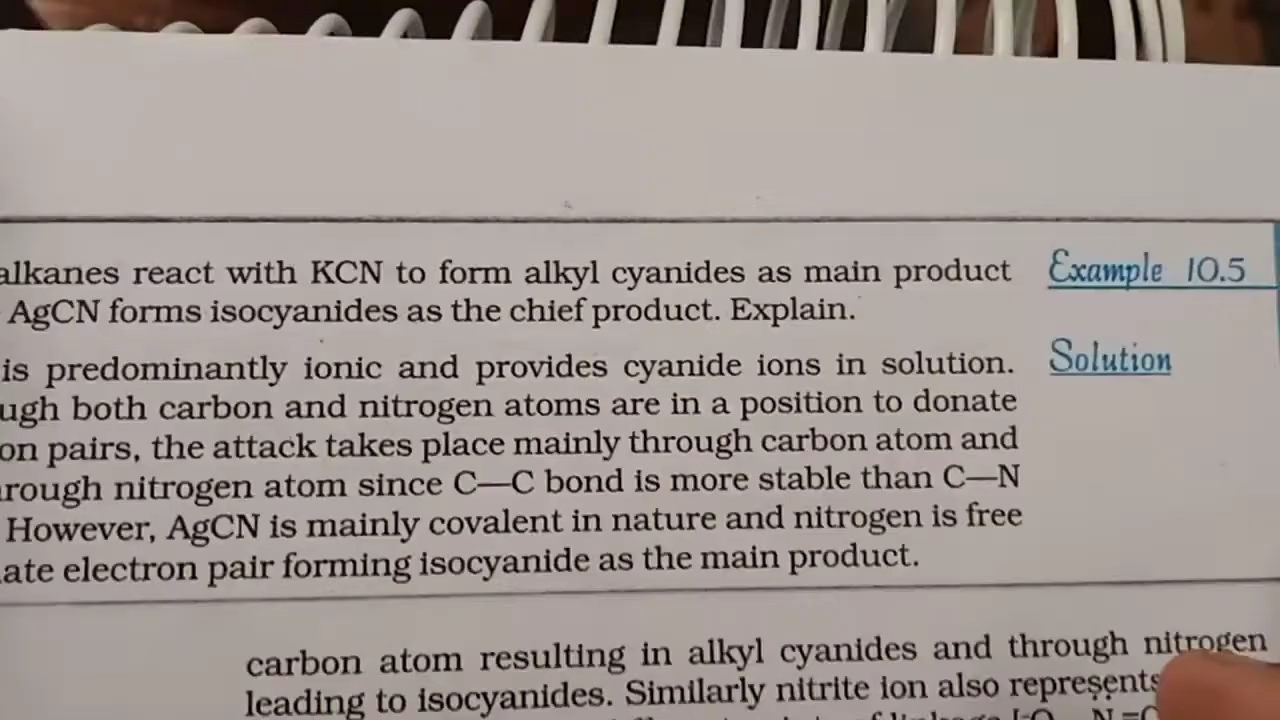 alkanes react with KCN to form alkyl cyanides as main product
Example 10.5
AgCN forms isocyanides as the chief product. Explain.
is predominantly ionic and provides cyanide ions in solution.
Solution
ugh both carbon and nitrogen atoms are in a position to donate
on pairs, the attack takes place mainly through carbon atom and
rough nitrogen atom since C—C bond is more stable than C—N
However, AgCN is mainly covalent in nature and nitrogen is free
ate electron pair forming isocyanide as the main product.
carbon atom resulting in alkyl cyanides and through nitrogen
leading to isocyanides. Similarly nitrite ion also represents